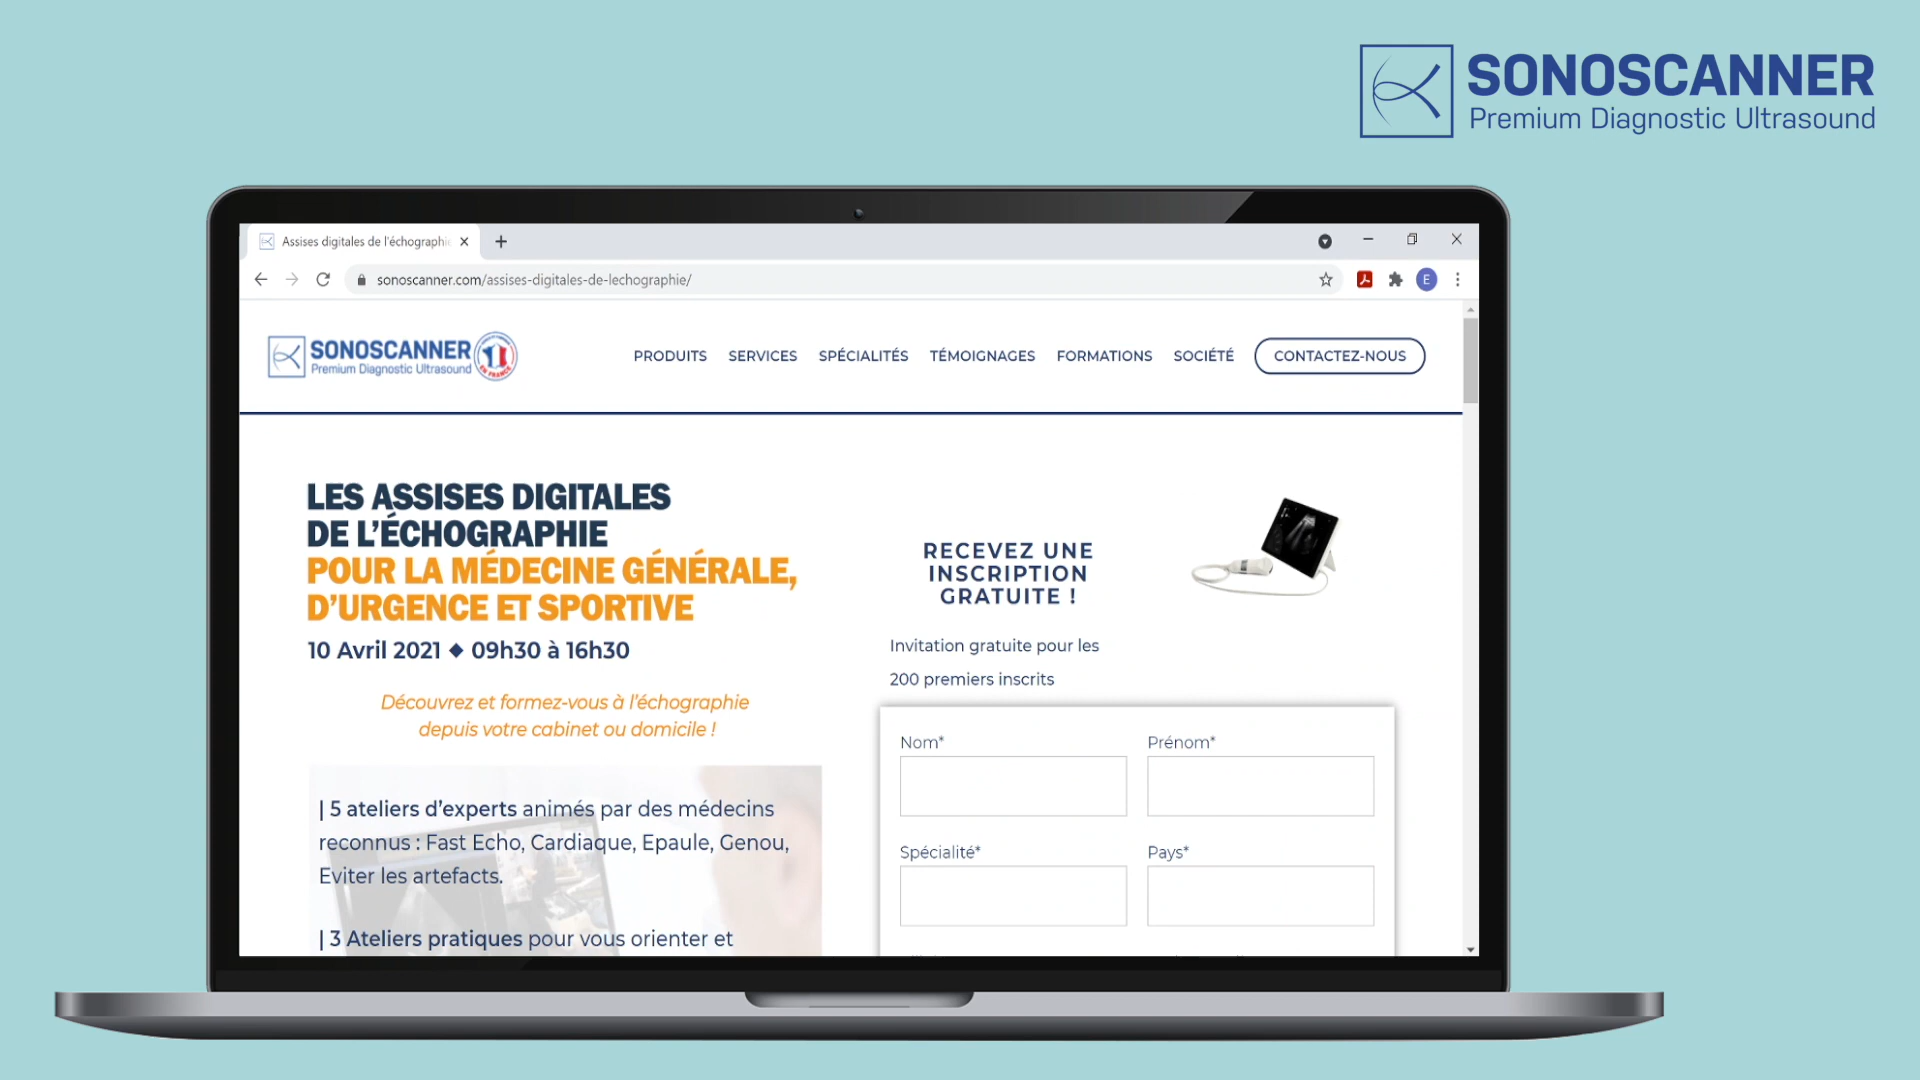 SONOSCANNER
Premium Diagnostic Ultrasound
Assises digitales de l'échographi
sonoscanner.com/assises-digitales-de-lechographie/
E
SONOSCANNER
Premium Diagnostic Ultrasound
EN FRANCE
PRODUITS SERVICES SPÉCIALITÉS TÉMOIGNAGES FORMATIONS SOCIÉTÉ CONTACTEZ-NOUS
LES ASSISES DIGITALES
DE L'ÉCHOGRAPHIE
POUR LA MÉDECINE GÉNÉRALE,
D'URGENCE ET SPORTIVE
10 Avril 2021 ◆ 09h30 à 16h30
Découvrez et formez-vous à l'échographie
depuis votre cabinet ou domicile !
| 5 ateliers d'experts animés par des médecins
reconnus : Fast Echo, Cardiaque, Epaule, Genou,
Eviter les artefacts.
| 3 Ateliers pratiques pour vous orienter et
RECEVEZ UNE
INSCRIPTION
GRATUITE !
Invitation gratuite pour les
200 premiers inscrits
Nom* Prénom*
Spécialité* Pays*